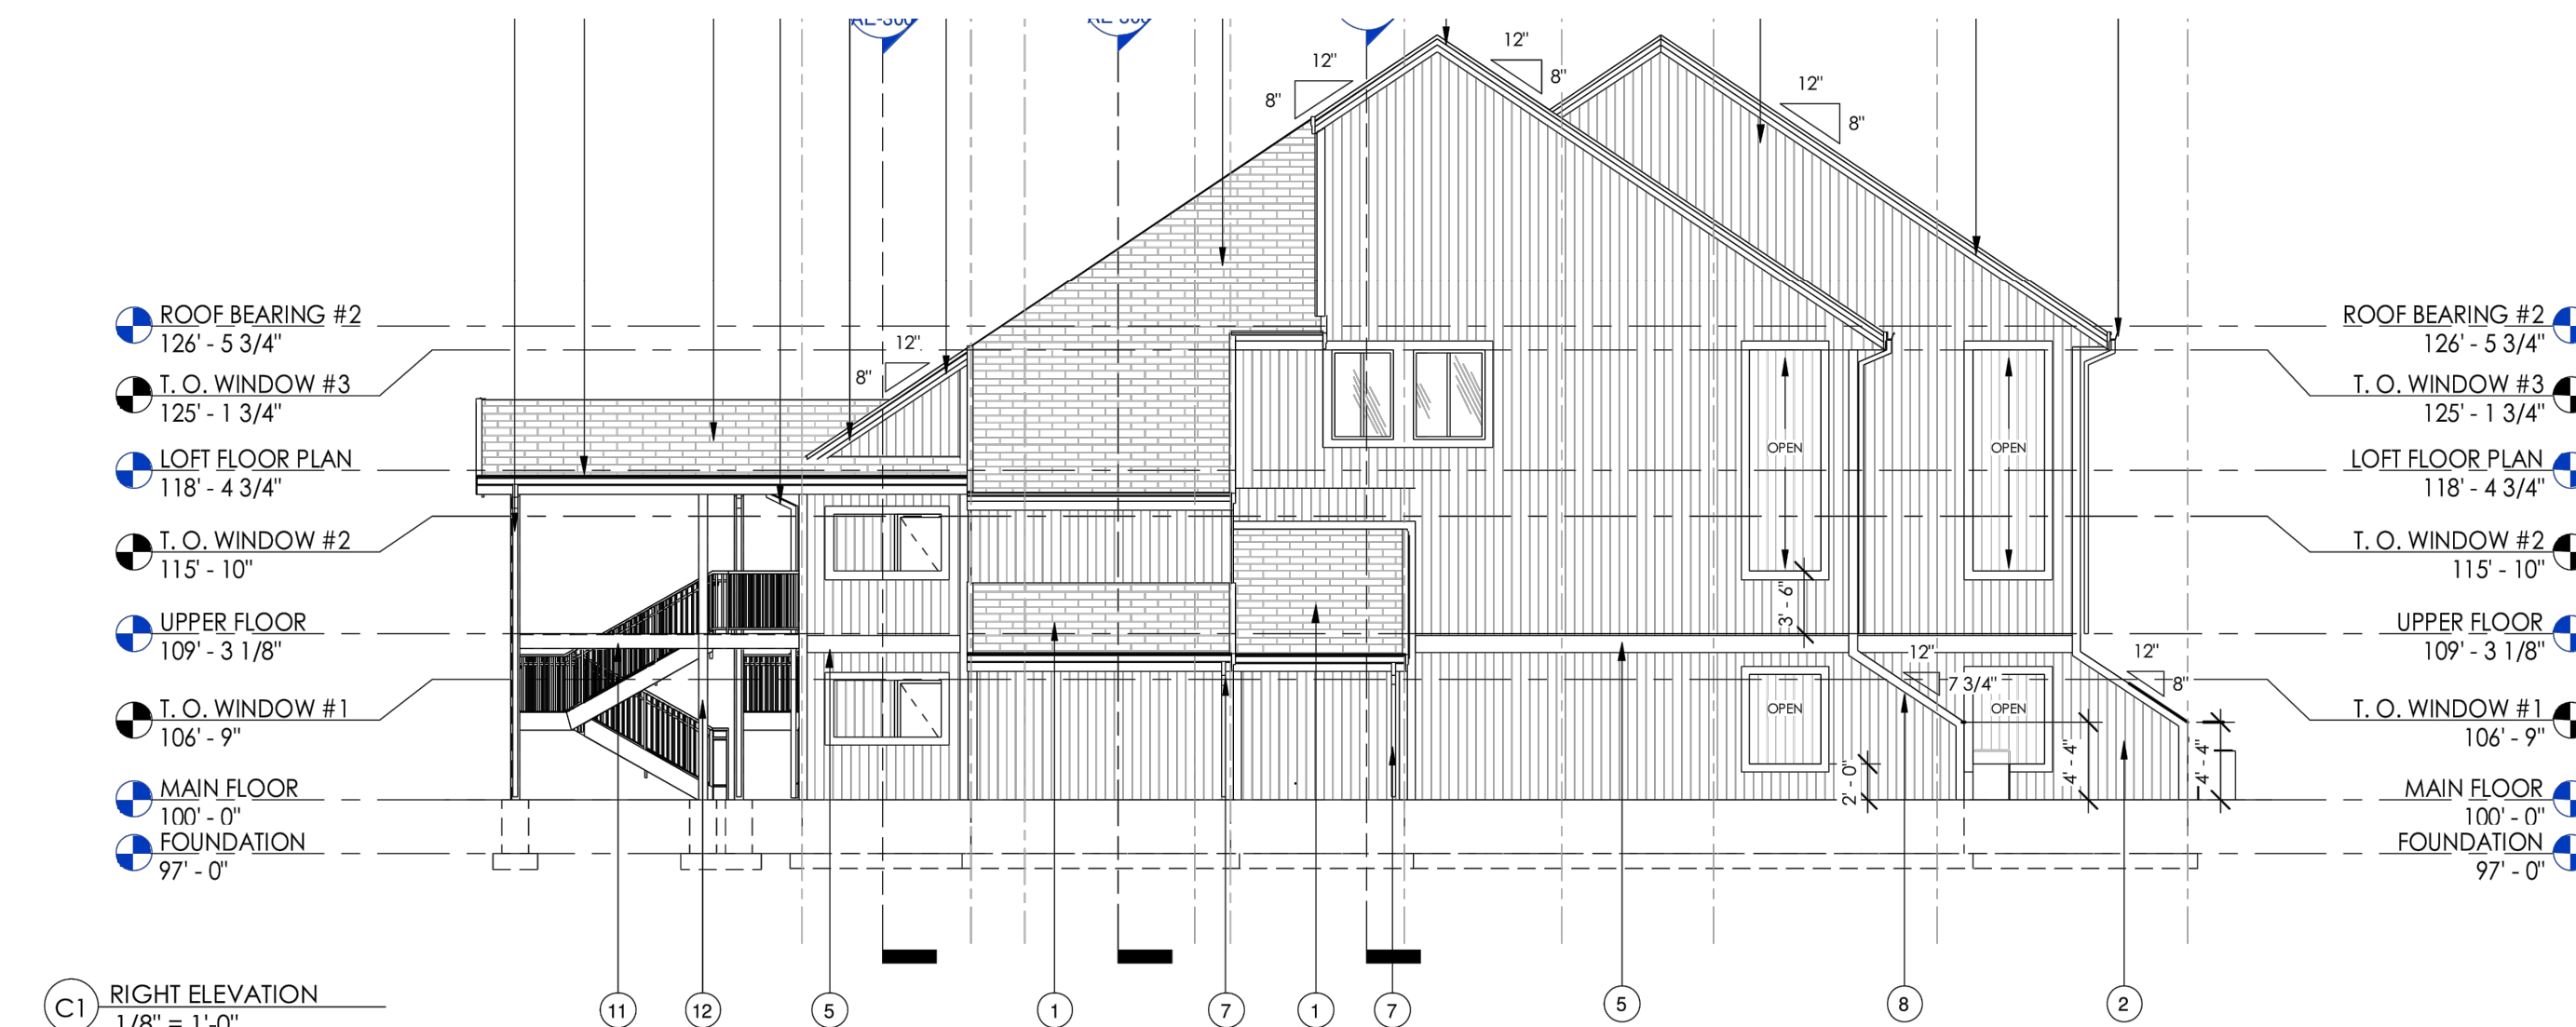 12"
8"
12"
8"
12"
8"
12"
8"
ROOF BEARING #2
126' - 5 3/4"
T. O. WINDOW #3
125' - 1 3/4"
LOFT FLOOR PLAN
118' - 4 3/4"
T. O. WINDOW #2
115' - 10"
UPPER FLOOR
109' - 3 1/8"
T. O. WINDOW #1
106' - 9"
MAIN FLOOR
100' - 0"
FOUNDATION
97' - 0"
OPEN
OPEN
3' - 6"
12"
7 3/4"
12"
8"
OPEN
OPEN
2' - 0"
4' - 4"
4' - 4"
ROOF BEARING #2
126' - 5 3/4"
T. O. WINDOW #3
125' - 1 3/4"
LOFT FLOOR PLAN
118' - 4 3/4"
T. O. WINDOW #2
115' - 10"
UPPER FLOOR
109' - 3 1/8"
T. O. WINDOW #1
106' - 9"
MAIN FLOOR
100' - 0"
FOUNDATION
97' - 0"
C1 RIGHT ELEVATION
1/8" = 1'-0"
11 12 5 1 7 1 7 5 8 2